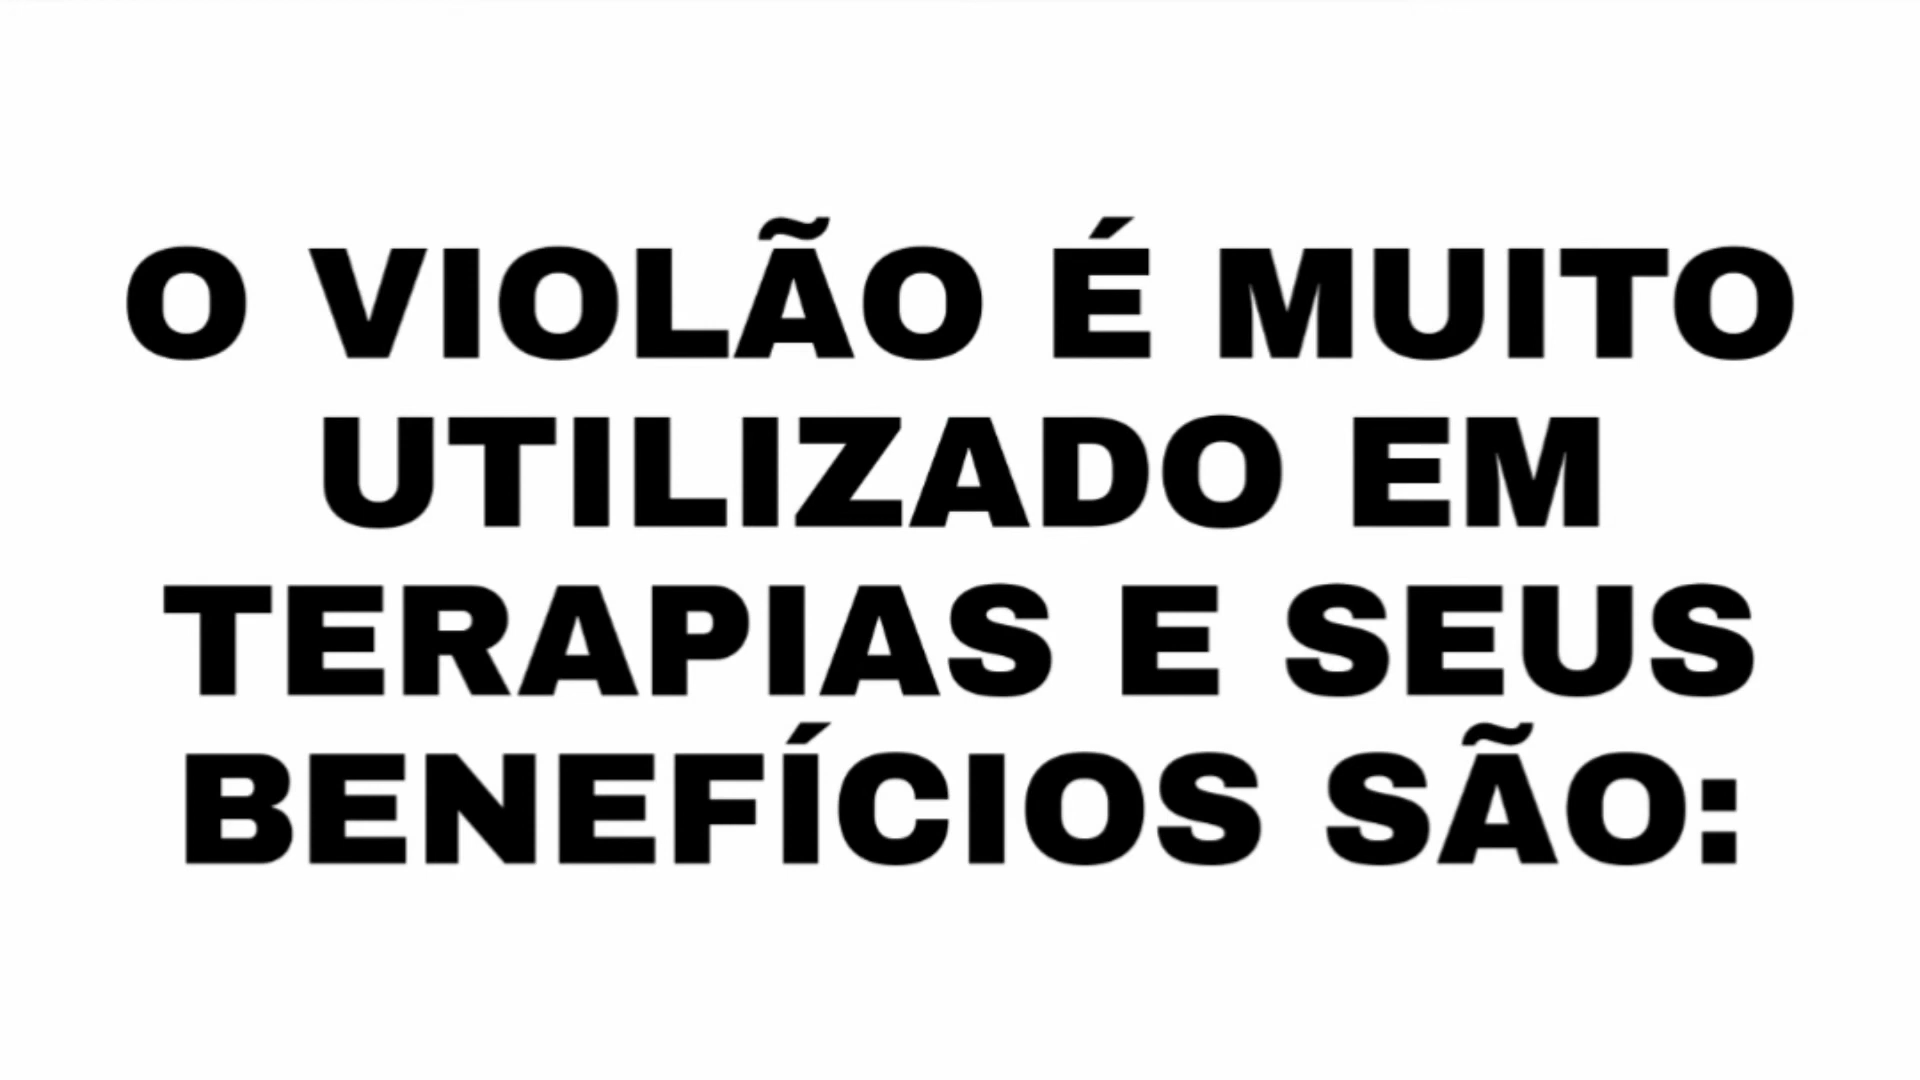 O VIOLÃO É MUITO
UTILIZADO EM
TERAPIAS E SEUS
BENEFÍCIOS SÃO: